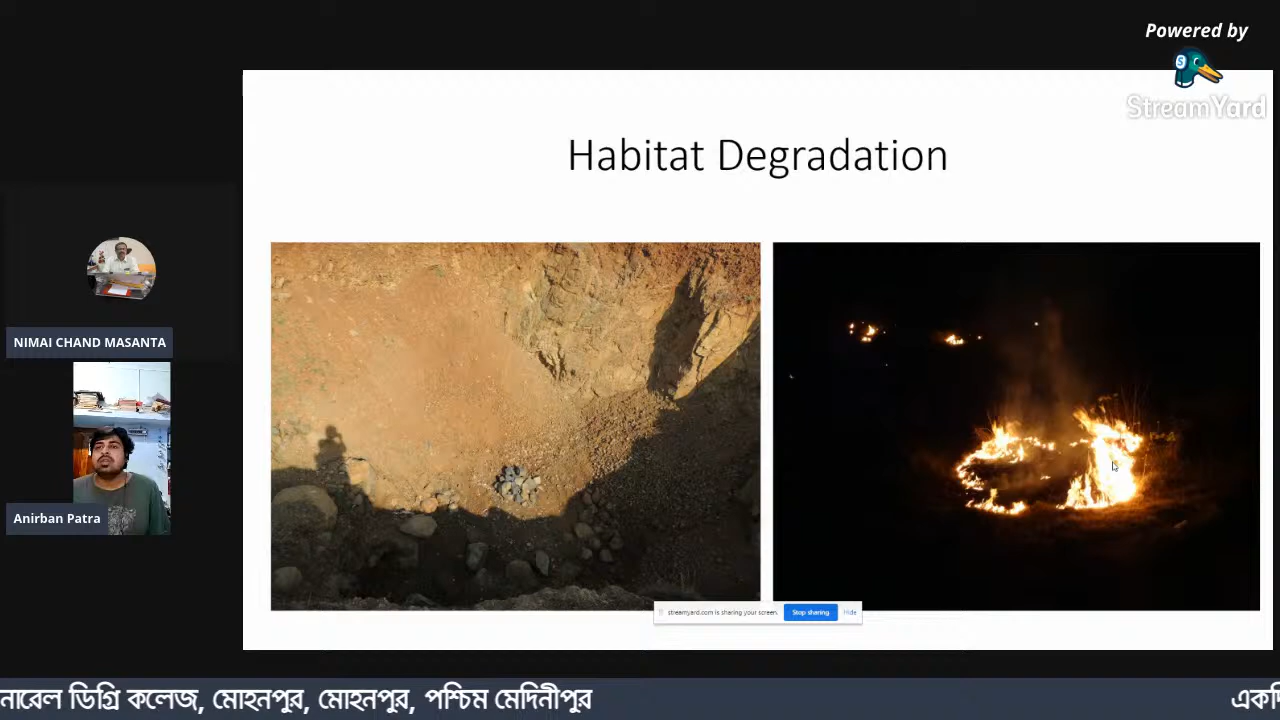 Powered by
StreamYard
Habitat Degradation
NIMAI CHAND MASANTA
Anirban Patra
streamyard.com is sharing your screen.
Stop sharing
Hide
ডিগ্রি কলেজ, মোহনপুর, মোহনপুর, পশ্চিম মেদিনীপুর